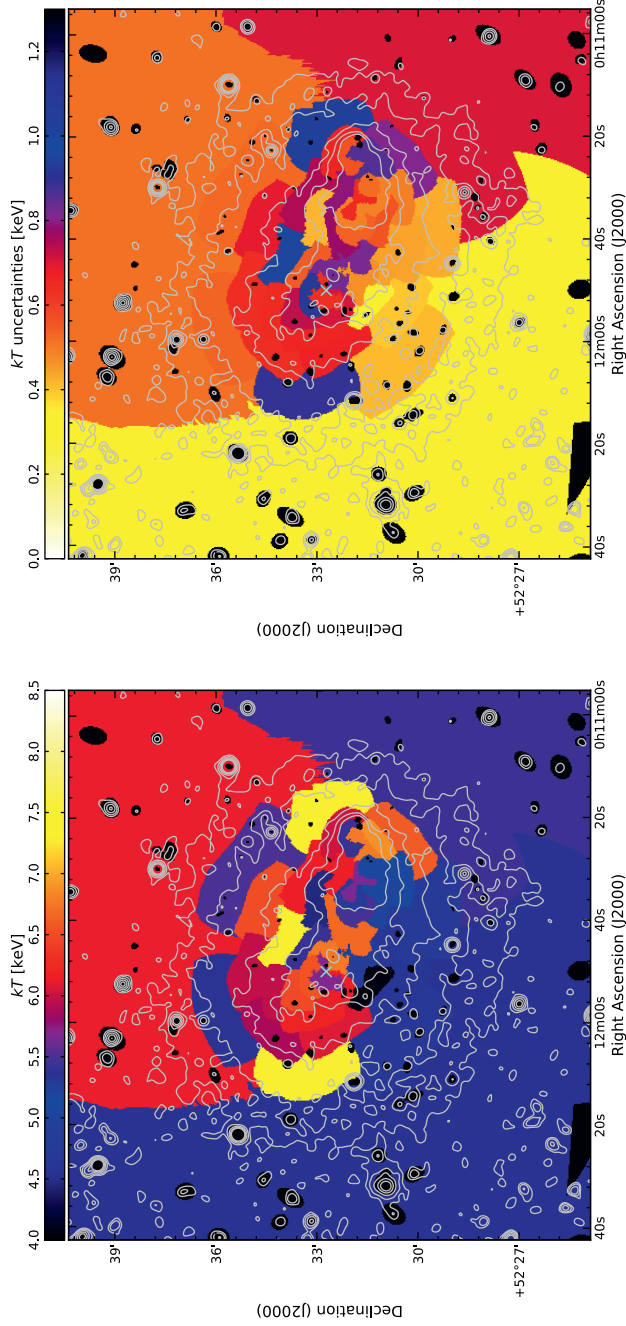 kT [keV]
4.0 4.5 5.0 5.5 6.0 6.5 7.0 7.5 8.0 8.5
Declination (J2000)
39'
36'
33'
30'
+52°27'
40s 20s 12m00s 40s 20s 0h11m00s
Right Ascension (J2000)
kT uncertainties [keV]
0.0 0.2 0.4 0.6 0.8 1.0 1.2
Declination (J2000)
39'
36'
33'
30'
+52°27'
40s 20s 12m00s 40s 20s 0h11m00s
Right Ascension (J2000)